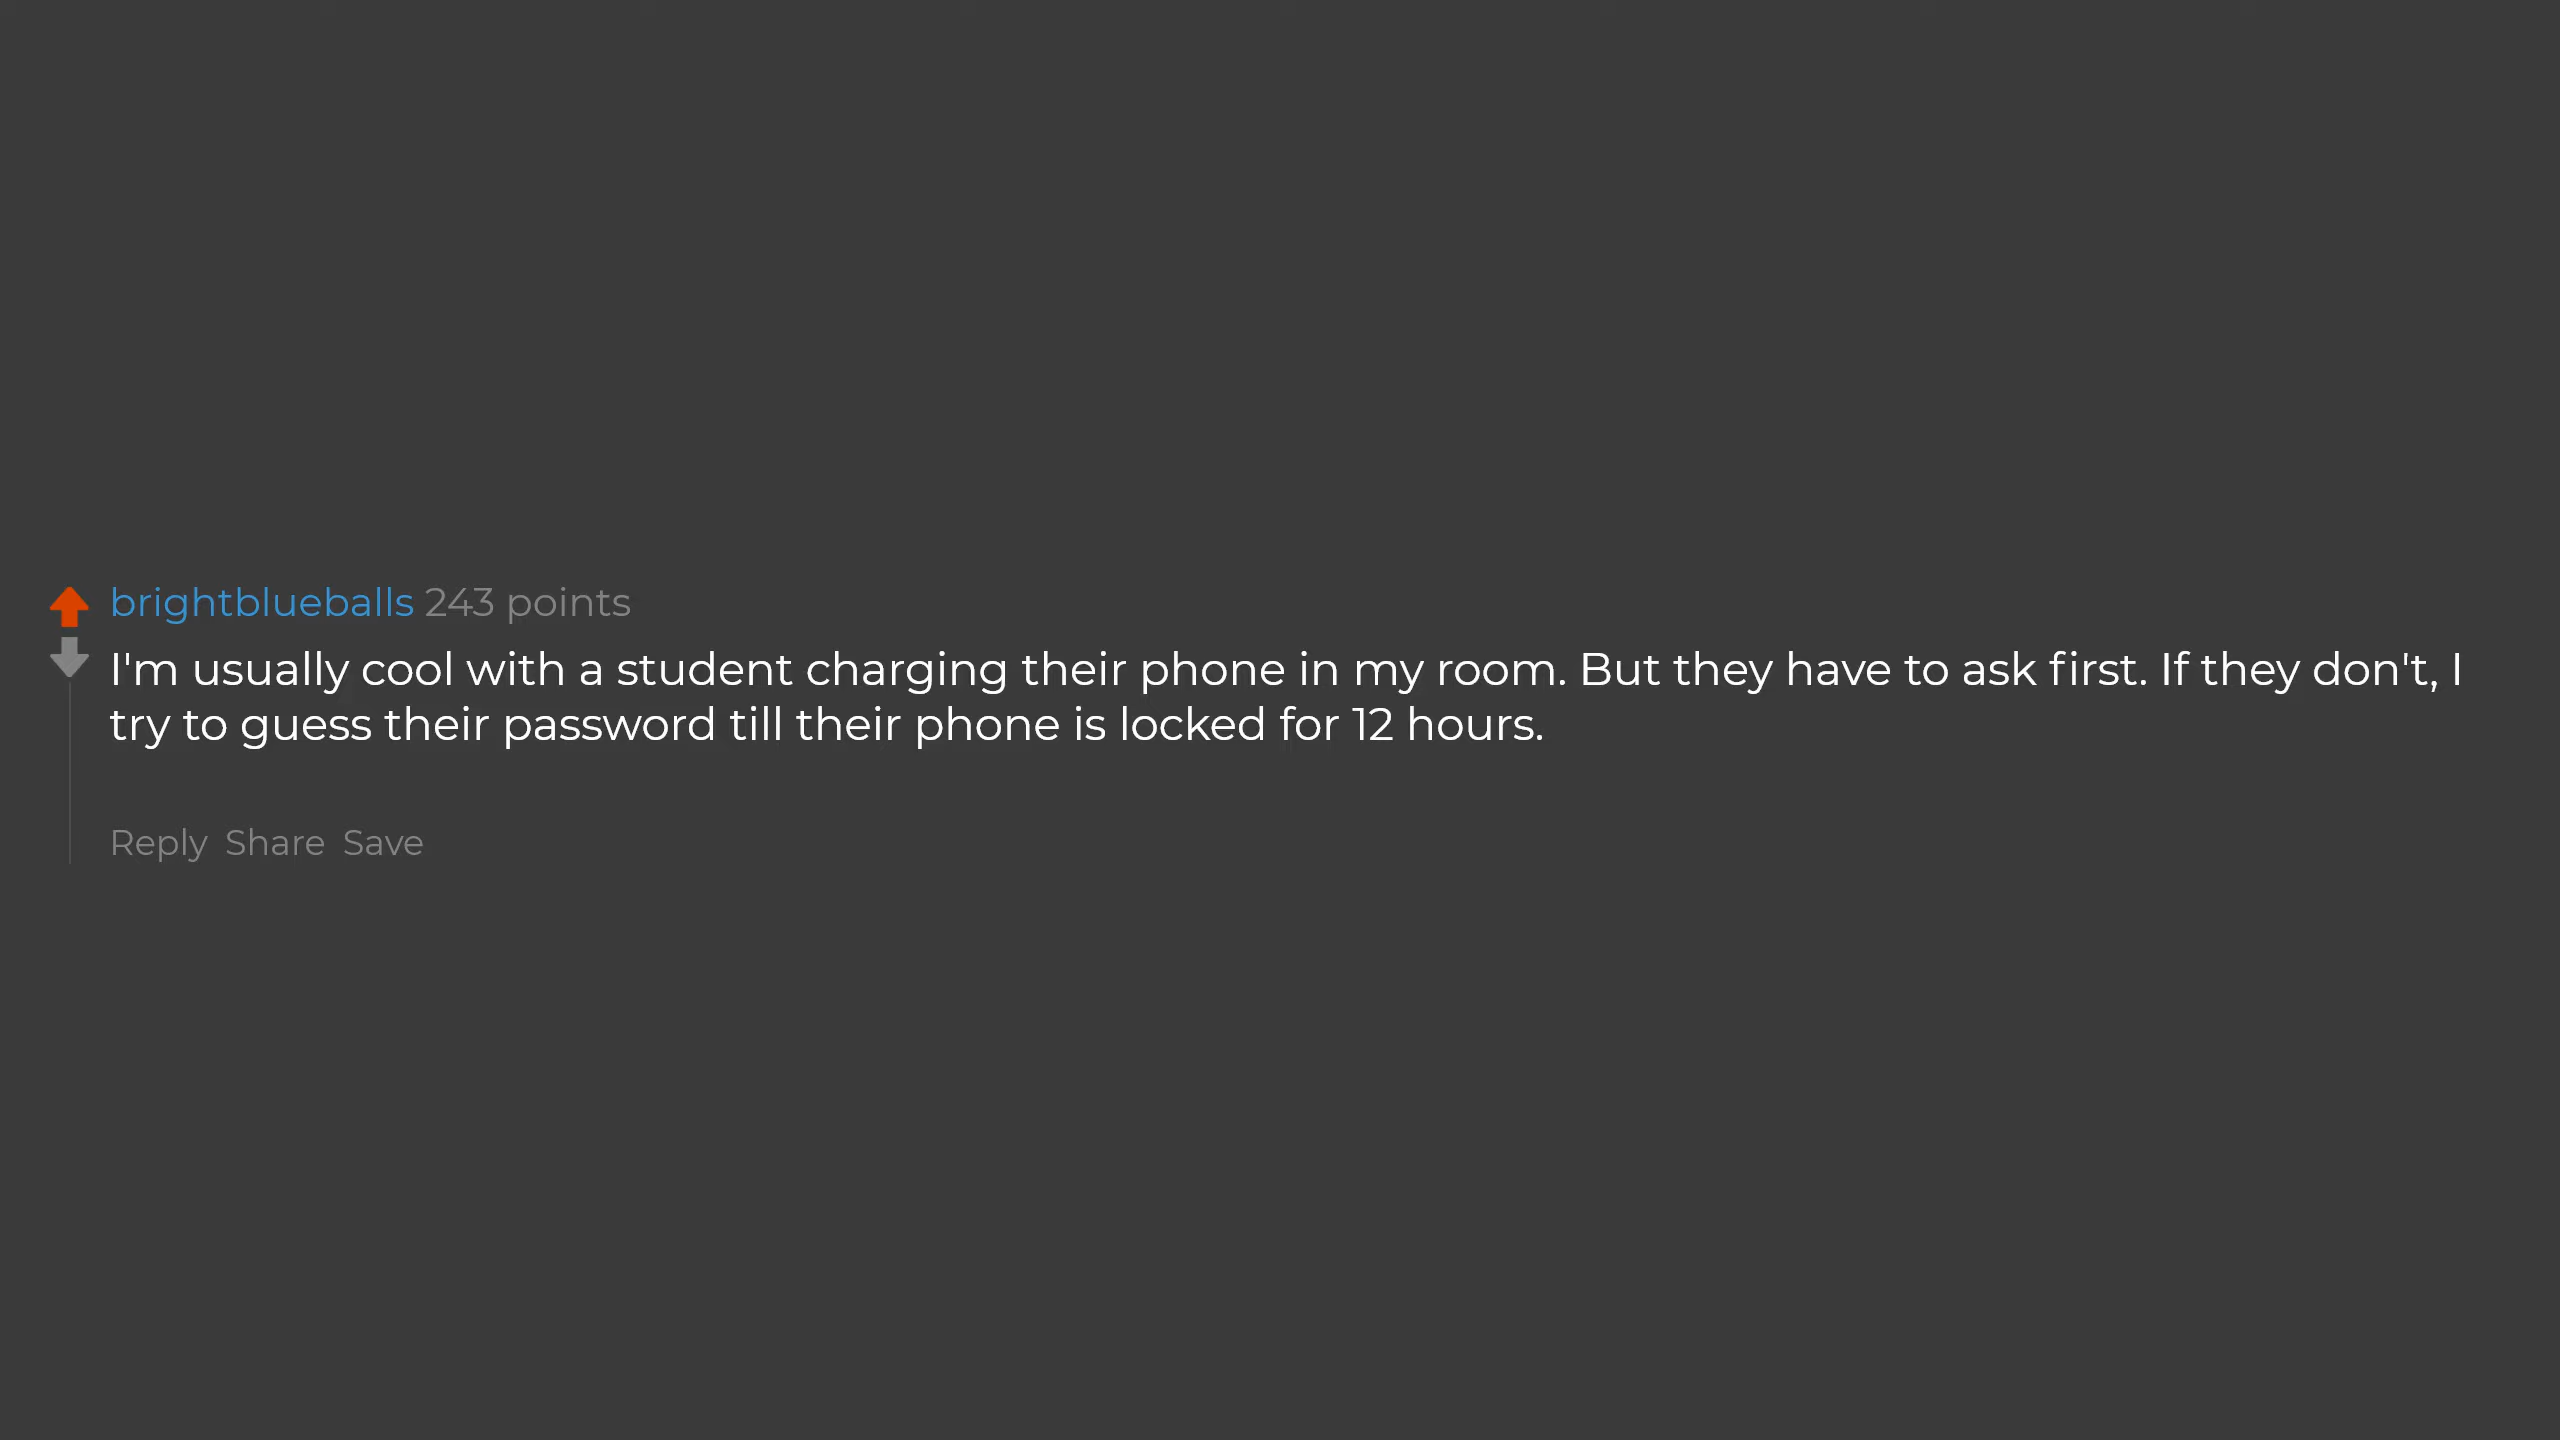 brightblueballs 243 points
I'm usually cool with a student charging their phone in my room. But they have to ask first. If they don't, I
try to guess their password till their phone is locked for 12 hours.
Reply Share Save